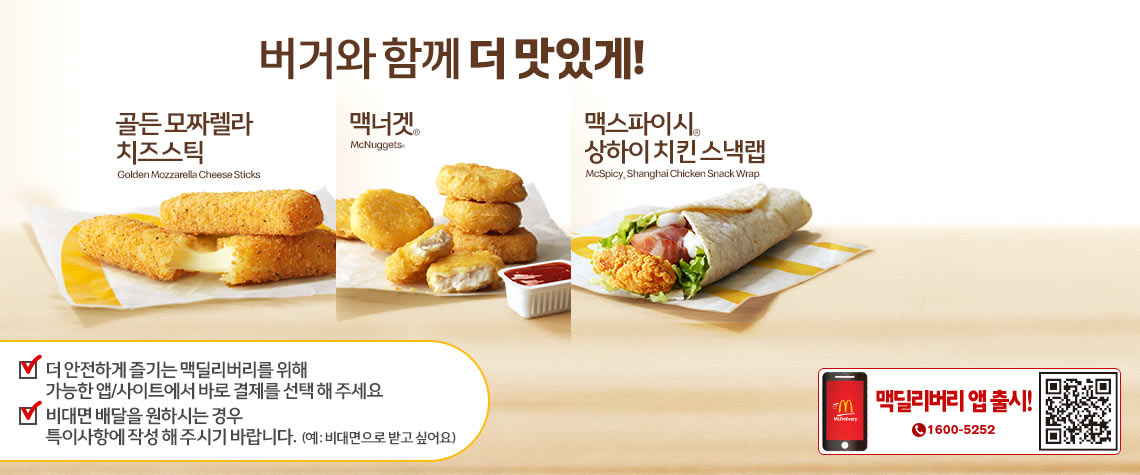 버거와 함께 더 맛있게!
골든 모짜렐라
치즈스틱
Golden Mozzarella Cheese Sticks
맥너겟®
McNuggets®
맥스파이시®
상하이 치킨 스낵랩
McSpicy® Shanghai Chicken Snack Wrap
더 안전하게 즐기는 맥딜리버리를 위해
가능한 앱/사이트에서 바로 결제를 선택 해 주세요
비대면 배달을 원하시는 경우
특이사항에 작성 해 주시기 바랍니다. (예 : 비대면으로 받고 싶어요)
McDelivery
맥딜리버리 앱 출시!
1600-5252